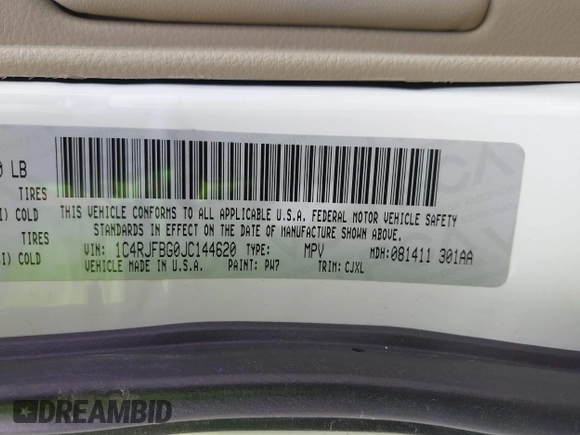 0 LB
TIRES
I) COLD
TIRES
I) COLD
THIS VEHICLE CONFORMS TO ALL APPLICABLE U.S.A. FEDERAL MOTOR VEHICLE SAFETY
STANDARDS IN EFFECT ON THE DATE OF MANUFACTURE SHOWN ABOVE.
VIN: 1C4RJFBG0JC144620 TYPE: MPV MDH: 081411 301AA
VEHICLE MADE IN U.S.A. PAINT: PW7 TRIM: CJXL
DREAMBID